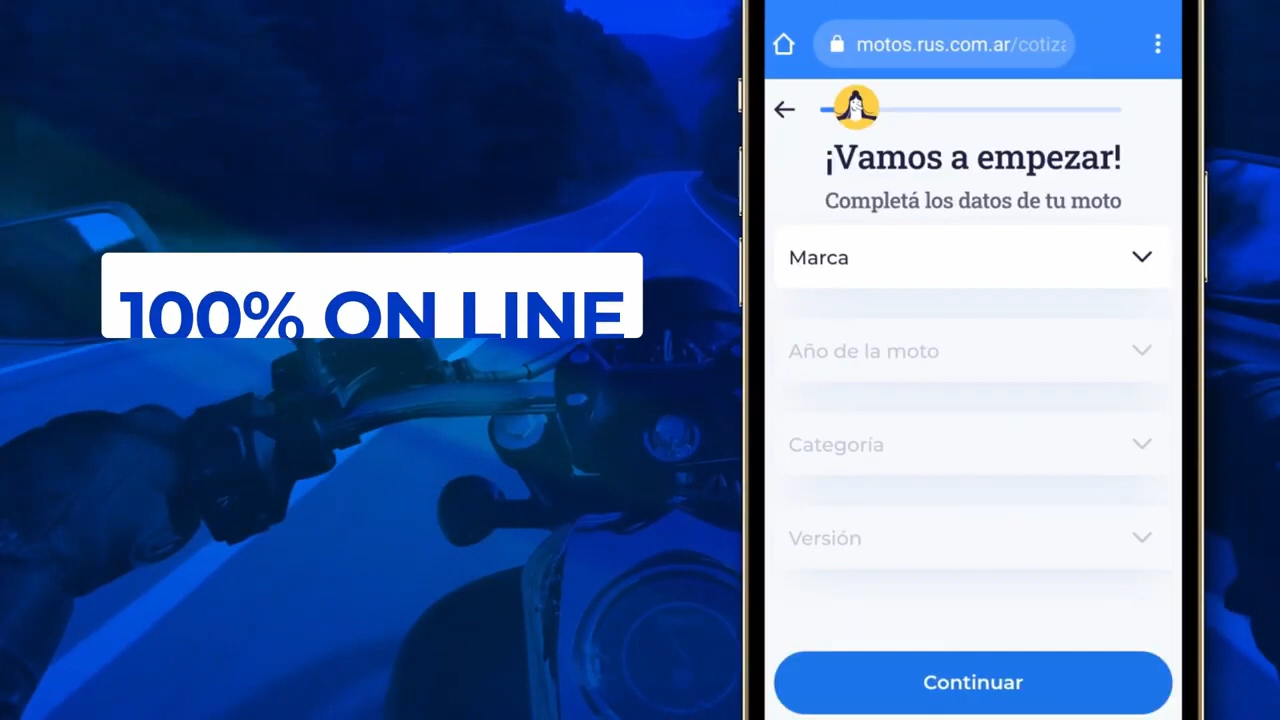 100% ON LINE
motos.rus.com.ar/cotiz
¡Vamos a empezar!
Completá los datos de tu moto
Marca
Año de la moto
Categoría
Versión
Continuar